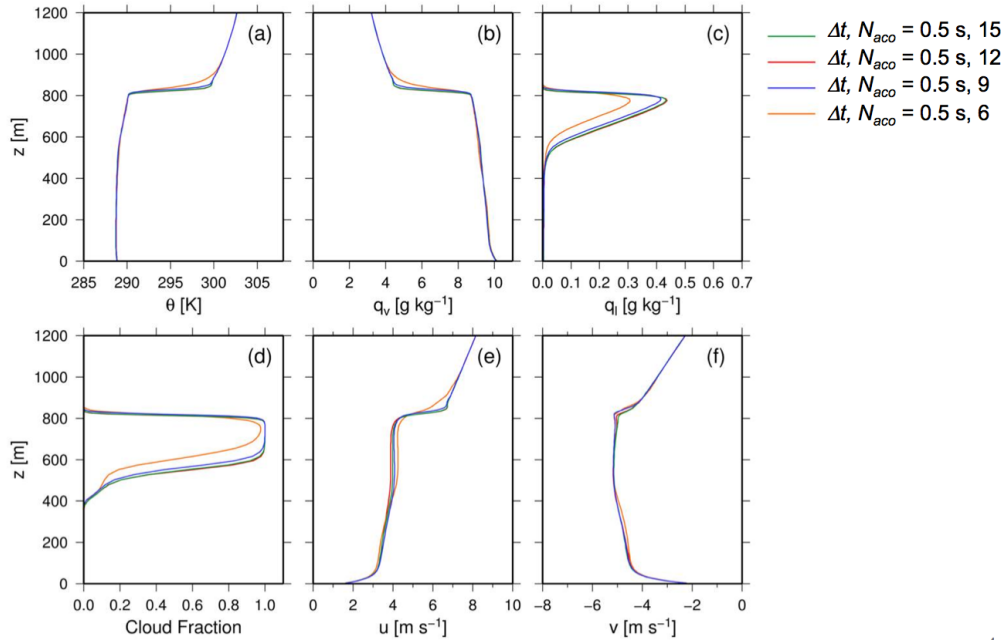 1200
1000
800
600
400
200
0
z [m]
(a)
285 290 295 300 305
θ [K]
(b)
0 2 4 6 8 10
qv [g kg⁻¹]
(c)
0.0 0.1 0.2 0.3 0.4 0.5 0.6 0.7
ql [g kg⁻¹]
Δt, Naco = 0.5 s, 15
Δt, Naco = 0.5 s, 12
Δt, Naco = 0.5 s, 9
Δt, Naco = 0.5 s, 6
1200
1000
800
600
400
200
0
z [m]
(d)
0.0 0.2 0.4 0.6 0.8 1.0
Cloud Fraction
(e)
0 2 4 6 8 10
u [m s⁻¹]
(f)
−8 −6 −4 −2 0
v [m s⁻¹]